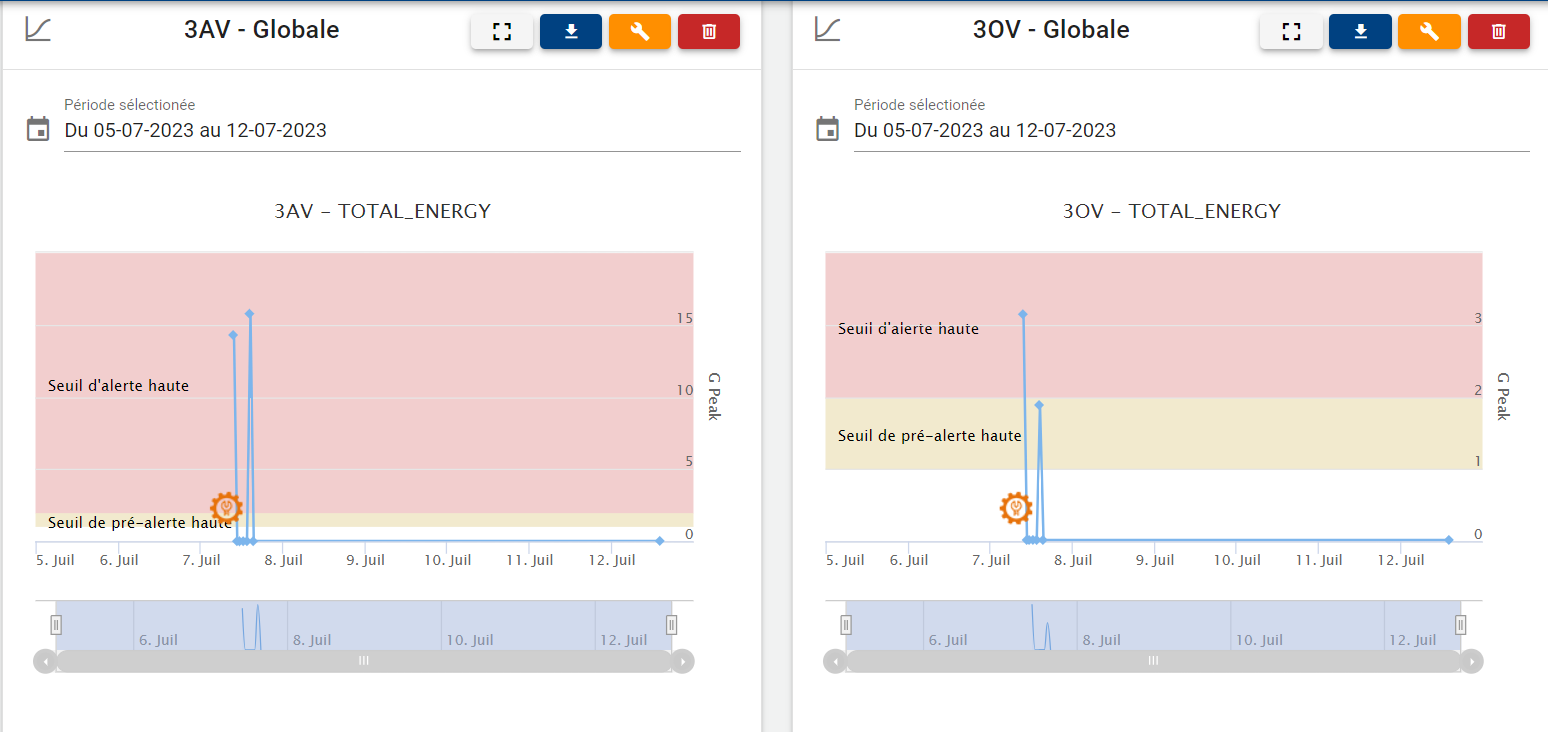 3AV - Globale
Période sélectionée
Du 05-07-2023 au 12-07-2023
3AV – TOTAL_ENERGY
15
Seuil d'alerte haute
10
G Peak
5
Seuil de pré-alerte haute
0
5. Juil 6. Juil 7. Juil 8. Juil 9. Juil 10. Juil 11. Juil 12. Juil
6. Juil 8. Juil 10. Juil 12. Juil
3OV - Globale
Période sélectionée
Du 05-07-2023 au 12-07-2023
3OV – TOTAL_ENERGY
3
Seuil d'alerte haute
2
G Peak
Seuil de pré-alerte haute
1
0
5. Juil 6. Juil 7. Juil 8. Juil 9. Juil 10. Juil 11. Juil 12. Juil
6. Juil 8. Juil 10. Juil 12. Juil